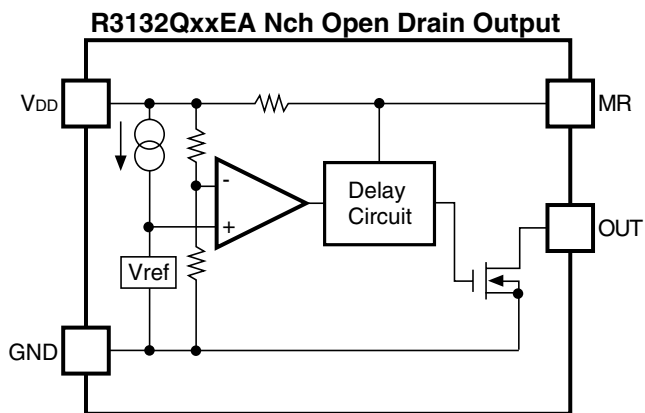 R3132QxxEA Nch Open Drain Output
VDD
MR
-
+
Delay
Circuit
OUT
Vref
GND